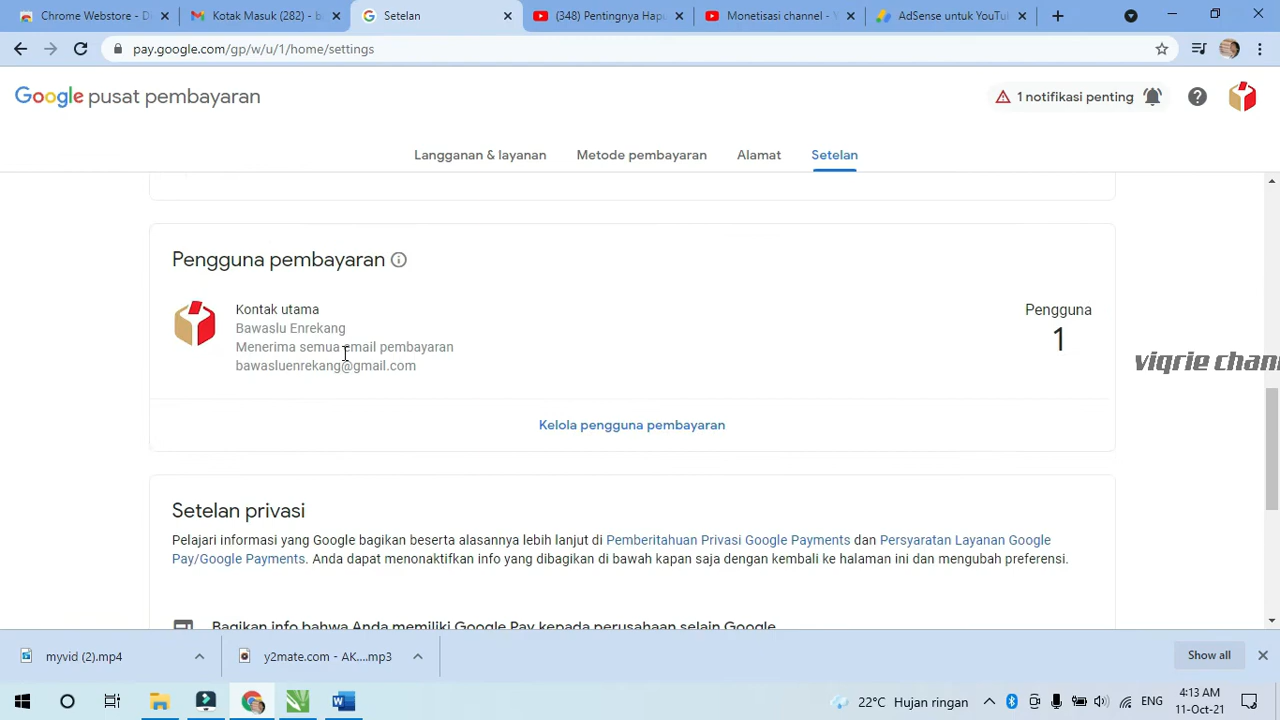 Chrome Webstore - D
Kotak Masuk (282) - b
Setelan
(348) Pentingnya Hapu
Monetisasi channel - Y
AdSense untuk YouTu
pay.google.com/gp/w/u/1/home/settings
Google pusat pembayaran
1 notifikasi penting
Langganan & layanan
Metode pembayaran
Alamat
Setelan
Pengguna pembayaran
Kontak utama
Bawaslu Enrekang
Menerima semua email pembayaran
bawasluenrekang@gmail.com
Pengguna
1
viqrie chann
Kelola pengguna pembayaran
Setelan privasi
Pelajari informasi yang Google bagikan beserta alasannya lebih lanjut di Pemberitahuan Privasi Google Payments dan Persyaratan Layanan Google
Pay/Google Payments. Anda dapat menonaktifkan info yang dibagikan di bawah kapan saja dengan kembali ke halaman ini dan mengubah preferensi.
Bagikan info bahwa Anda memiliki Google Pay kepada perusahaan selain Google
myvid (2).mp4
y2mate.com - AK....mp3
Show all
22°C Hujan ringan
ENG
4:13 AM
11-Oct-21